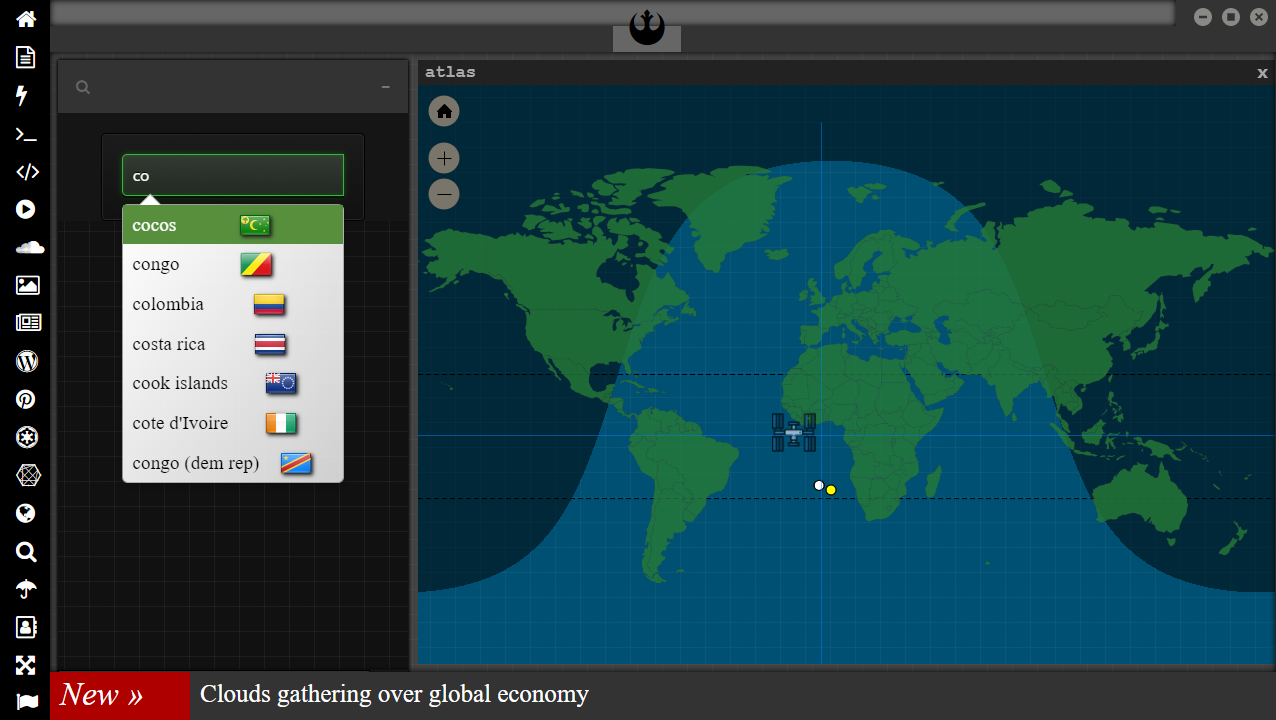 atlas
x
co
cocos
congo
colombia
costa rica
cook islands
cote d'Ivoire
congo (dem rep)
New » Clouds gathering over global economy